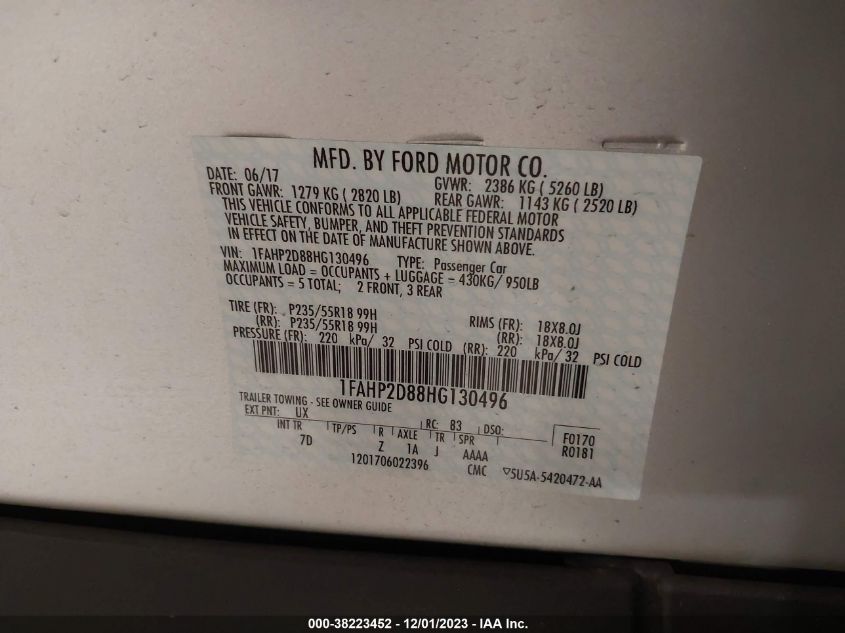 MFD. BY FORD MOTOR CO.
DATE: 06/17 GVWR: 2386 KG ( 5260 LB)
FRONT GAWR: 1279 KG ( 2820 LB) REAR GAWR: 1143 KG ( 2520 LB)
THIS VEHICLE CONFORMS TO ALL APPLICABLE FEDERAL MOTOR
VEHICLE SAFETY, BUMPER, AND THEFT PREVENTION STANDARDS
IN EFFECT ON THE DATE OF MANUFACTURE SHOWN ABOVE.
VIN: 1FAHP2D88HG130496 TYPE: Passenger Car
MAXIMUM LOAD = OCCUPANTS + LUGGAGE = 430KG/ 950LB
OCCUPANTS = 5 TOTAL; 2 FRONT, 3 REAR
TIRE (FR): P235/55R18 99H RIMS (FR): 18X8.0J
(RR): P235/55R18 99H (RR): 18X8.0J
PRESSURE (FR): 220 kPa/ 32 PSI COLD (RR): 220 kPa/ 32 PSI COLD
1FAHP2D88HG130496
TRAILER TOWING - SEE OWNER GUIDE
EXT PNT: UX RC: 83 DSO:
INT TR TP/PS R AXLE TR SPR F0170
7D Z 1A J AAAA R0181
1201706022396 CMC ▽5U5A-5420472-AA
000-38223452 - 12/01/2023 - IAA Inc.